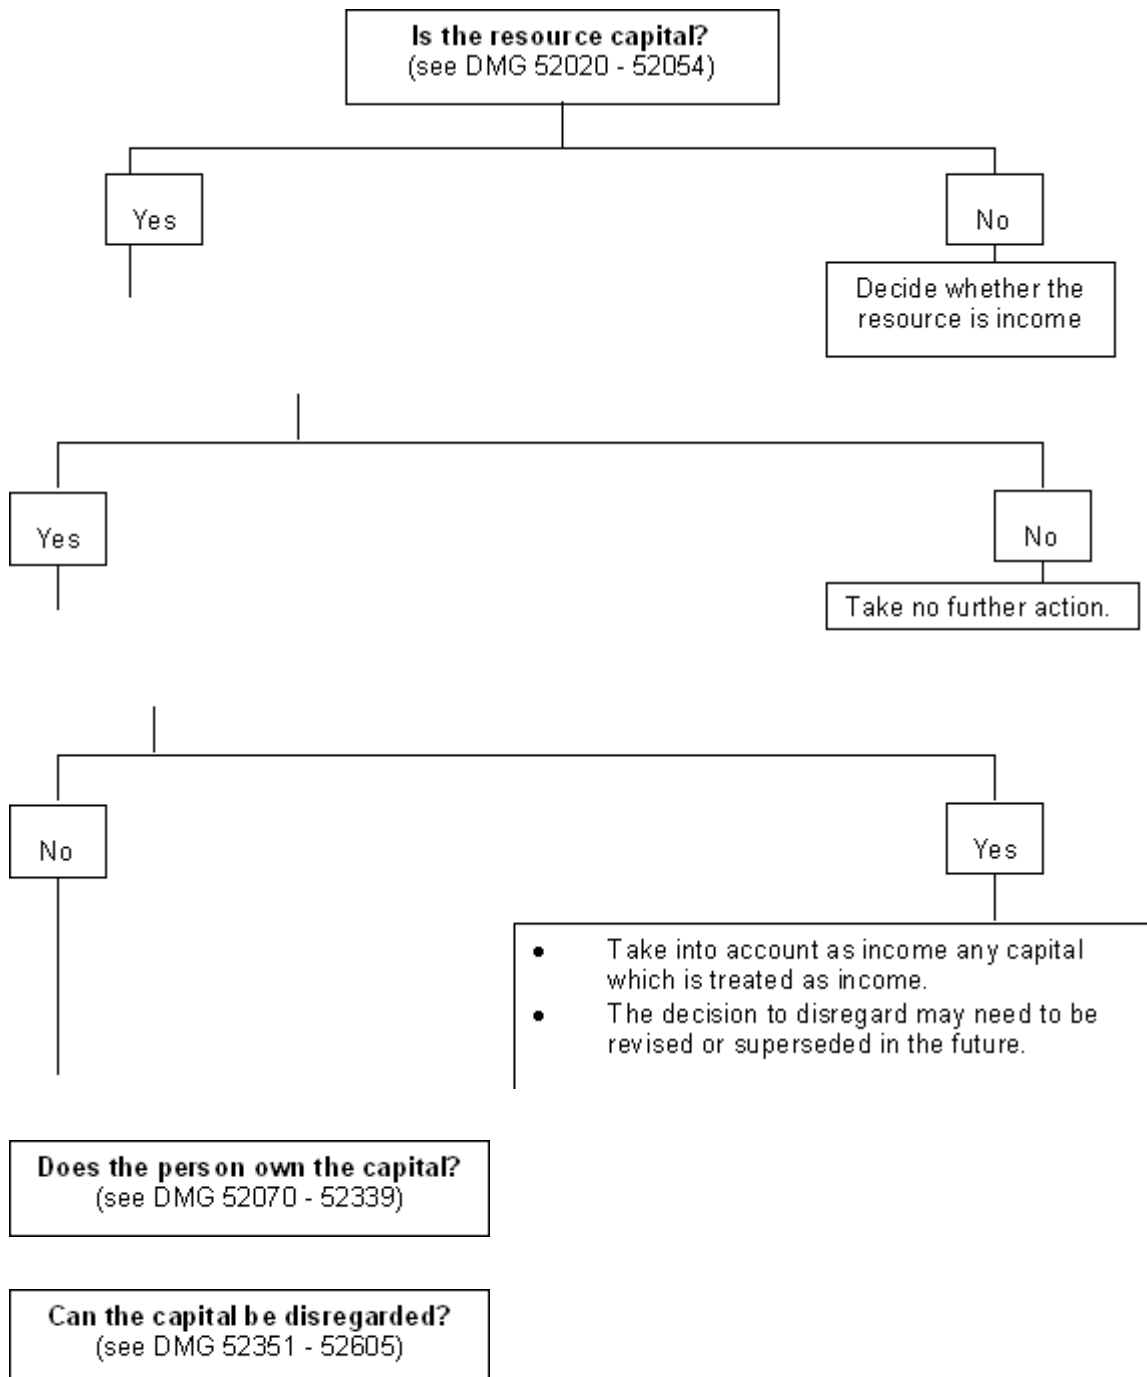 Is the resource capital?
(see DMG 52020 - 52054)
Yes
No
Decide whether the
resource is income
Yes
No
Take no further action.
No
Yes
• Take into account as income any capital
which is treated as income.
• The decision to disregard may need to be
revised or superseded in the future.
Does the person own the capital?
(see DMG 52070 - 52339)
Can the capital be disregarded?
(see DMG 52351 - 52605)